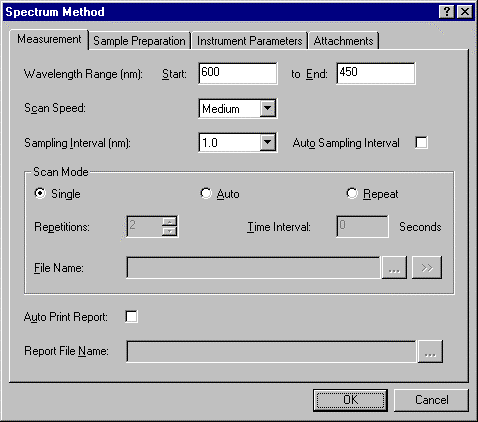 Spectrum Method
Measurement Sample Preparation Instrument Parameters Attachments
Wavelength Range (nm): Start: 600 to End: 450
Scan Speed: Medium
Sampling Interval (nm): 1.0 Auto Sampling Interval
Scan Mode
Single Auto Repeat
Repetitions: 2 Time Interval: 0 Seconds
File Name: ... >>
Auto Print Report:
Report File Name: ...
OK Cancel